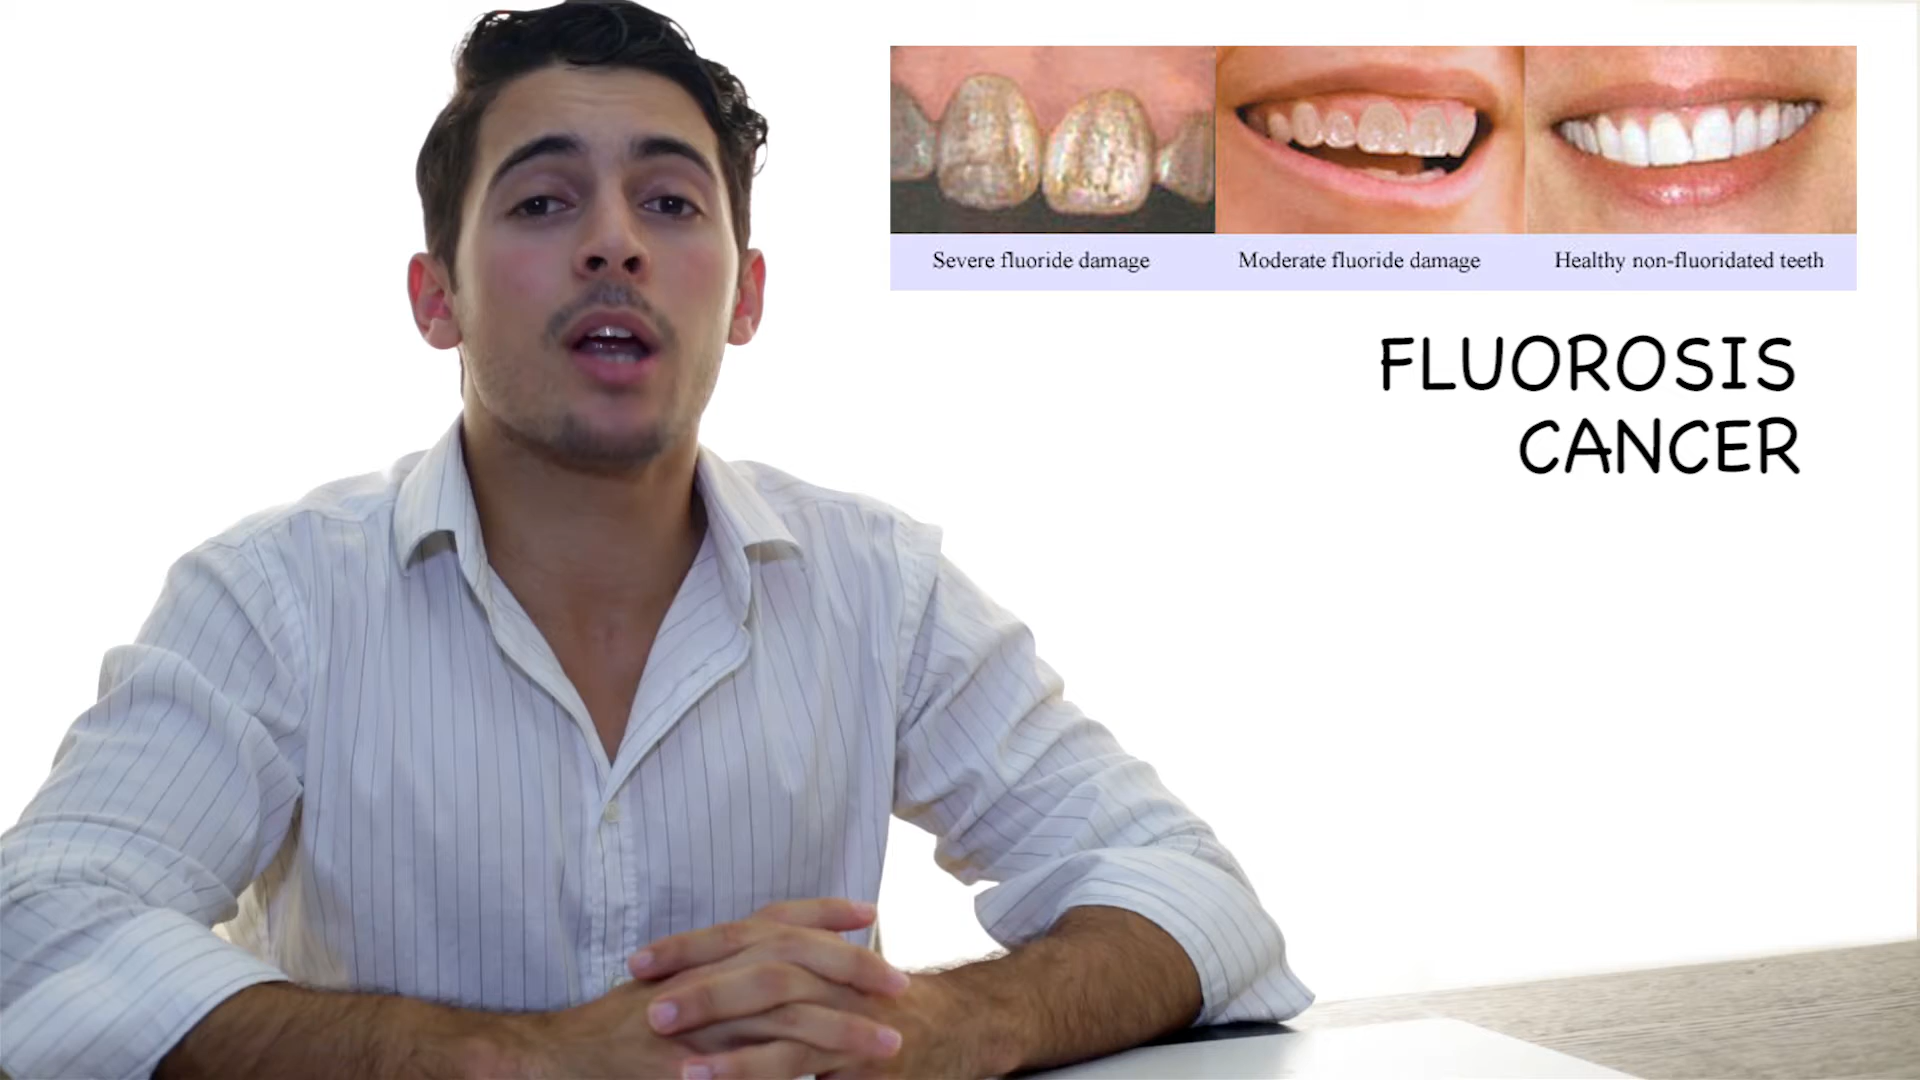 Severe fluoride damage
Moderate fluoride damage
Healthy non-fluoridated teeth
FLUOROSIS
CANCER